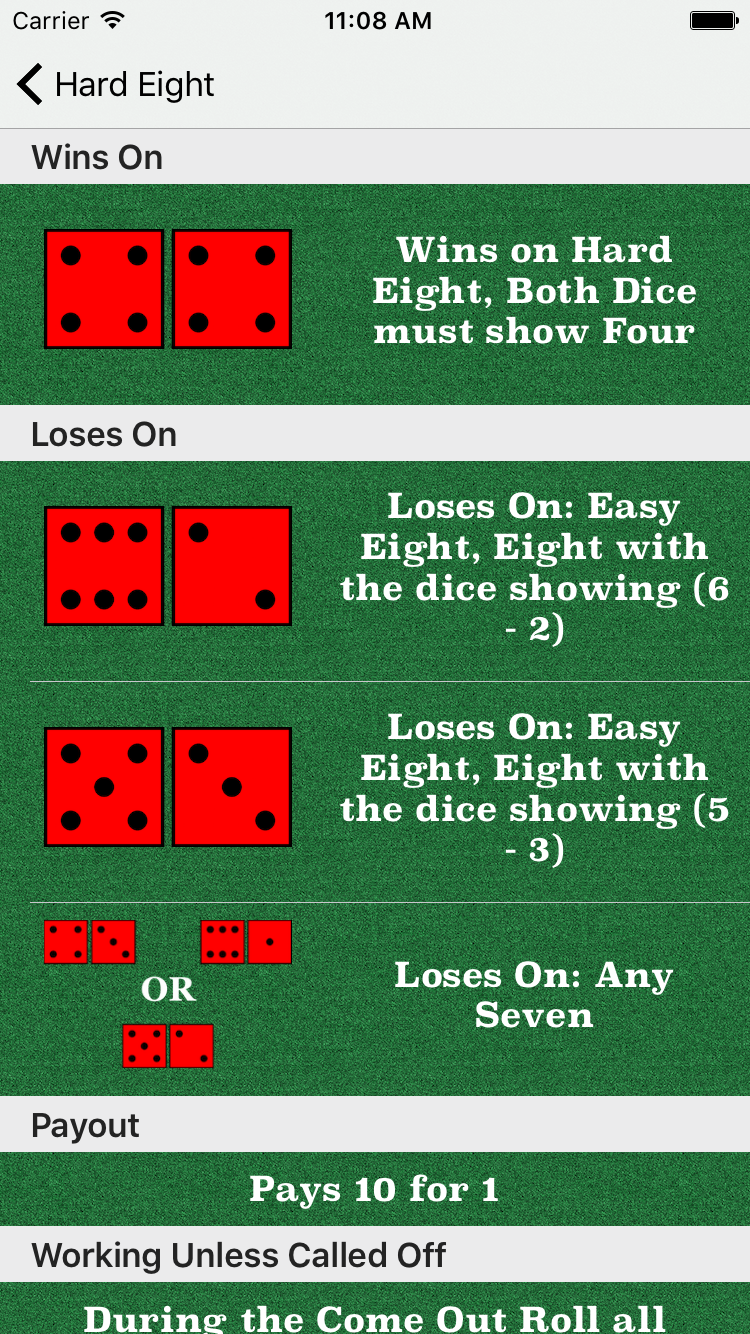 Carrier 11:08 AM
Hard Eight
Wins On
Wins on Hard
Eight, Both Dice
must show Four
Loses On
Loses On: Easy
Eight, Eight with
the dice showing (6
- 2)
Loses On: Easy
Eight, Eight with
the dice showing (5
- 3)
OR
Loses On: Any
Seven
Payout
Pays 10 for 1
Working Unless Called Off
During the Come Out Roll all